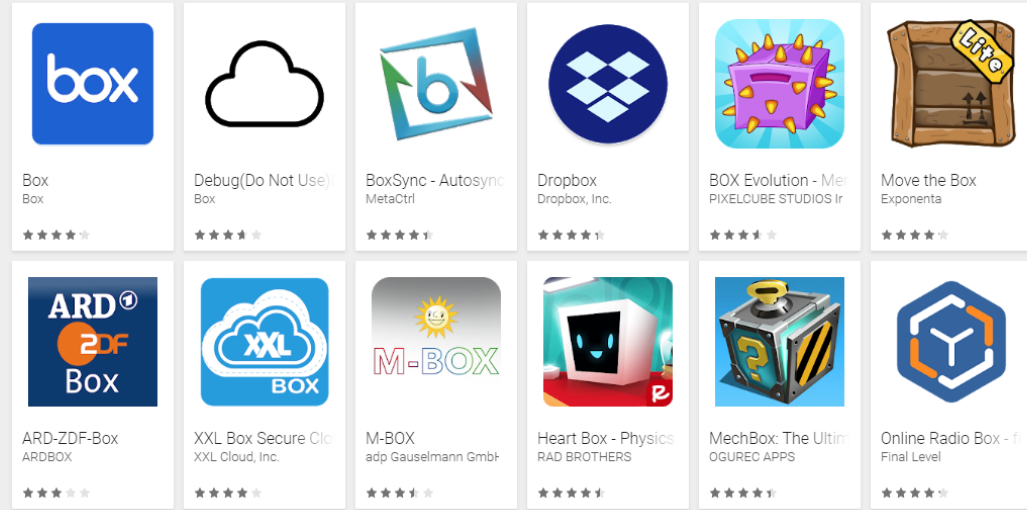 box
Lite
Box
Debug(Do Not Use)
BoxSync - Autosync
Dropbox
BOX Evolution - Mer
Move the Box
Box
Box
MetaCtrl
Dropbox, Inc.
PIXELCUBE STUDIOS Ir
Exponenta
ARD 1
ZDF
Box
XXL
BOX
M-BOX
R
?
ARD-ZDF-Box
XXL Box Secure Clo
M-BOX
Heart Box - Physics
MechBox: The Ultim
Online Radio Box - f
ARDBOX
XXL Cloud, Inc.
adp Gauselmann GmbH
RAD BROTHERS
OGUREC APPS
Final Level